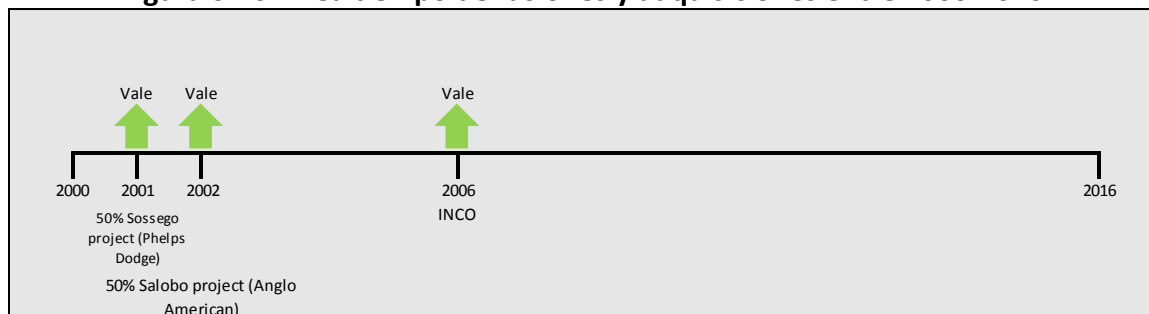 Vale Vale Vale
2000 2001 2002 2006 2016
50% Sossego
project (Phelps
Dodge)
INCO
50% Salobo project (Anglo
American)